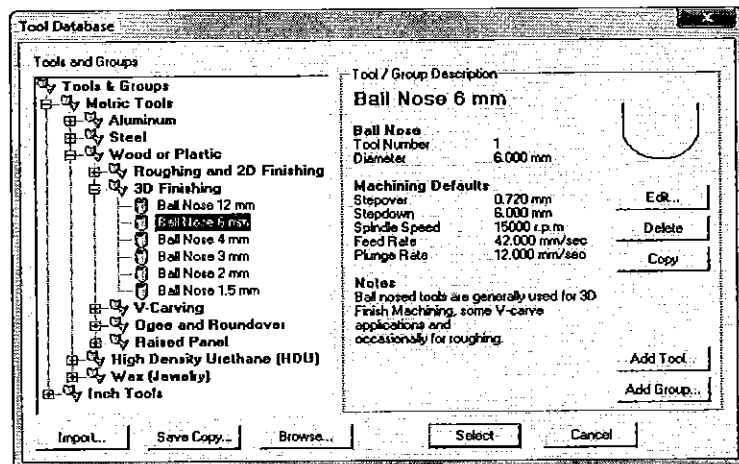 Tool Database
Tools and Groups
Tools & Groups
Metric Tools
Aluminum
Steel
Wood or Plastic
Roughing and 2D Finishing
3D Finishing
Ball Nose 12 mm
Ball Nose 6 mm
Ball Nose 4 mm
Ball Nose 3 mm
Ball Nose 2 mm
Ball Nose 1.5 mm
V-Carving
Ogee and Roundover
Raised Panel
High Density Urethane (HDU)
Wax (Jewelry)
Inch Tools
Tool / Group Description
Ball Nose 6 mm
Ball Nose
Tool Number 1
Diameter 6.000 mm
Machining Defaults
Stepover 0.720 mm
Stepdown 6.000 mm
Spindle Speed 15000 r.p.m
Feed Rate 42.000 mm/sec
Plunge Rate 12.000 mm/sec
Notes
Ball nosed tools are generally used for 3D
Finish Machining, some V-carve
applications and
occasionally for roughing.
Edit...
Delete
Copy
Add Tool...
Add Group...
Import...
Save Copy...
Browse...
Select
Cancel